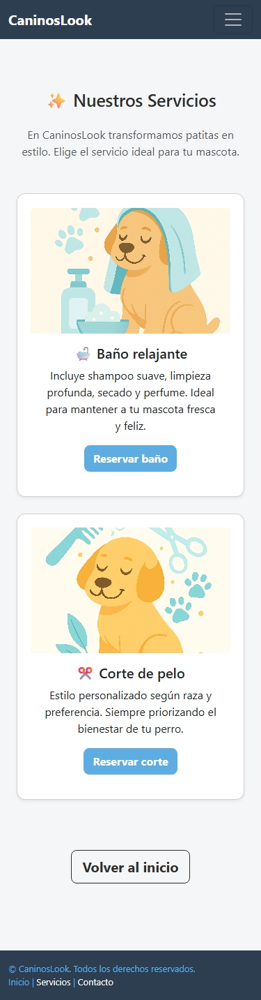 CaninosLook
✨ Nuestros Servicios
En CaninosLook transformamos patitas en
estilo. Elige el servicio ideal para tu mascota.
🛁 Baño relajante
Incluye shampoo suave, limpieza
profunda, secado y perfume. Ideal
para mantener a tu mascota fresca
y feliz.
Reservar baño
✂️ Corte de pelo
Estilo personalizado según raza y
preferencia. Siempre priorizando el
bienestar de tu perro.
Reservar corte
Volver al inicio
© CaninosLook. Todos los derechos reservados.
Inicio | Servicios | Contacto